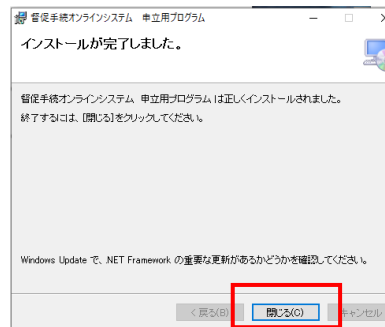 督促手続オンラインシステム 申立用プログラム
インストールが完了しました。
督促手続オンラインシステム 申立用プログラム は正しくインストールされました。
終了するには、[閉じる]をクリックしてください。
Windows Update で、.NET Framework の重要な更新があるかどうかを確認してください。
< 戻る(B)
閉じる(C)
キャンセル